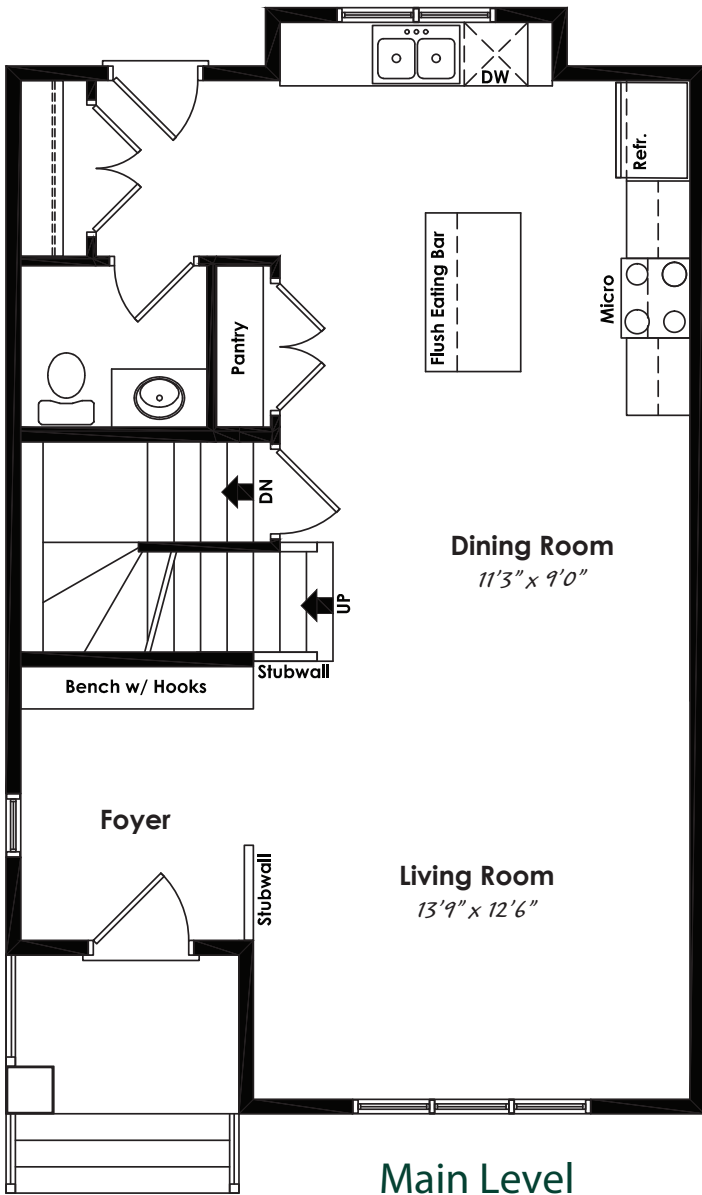 DW
Refr.
Flush Eating Bar
Micro
Pantry
DN
Dining Room
11'3" x 9'0"
UP
Stubwall
Bench w/ Hooks
Foyer
Stubwall
Living Room
13'9" x 12'6"
Main Level